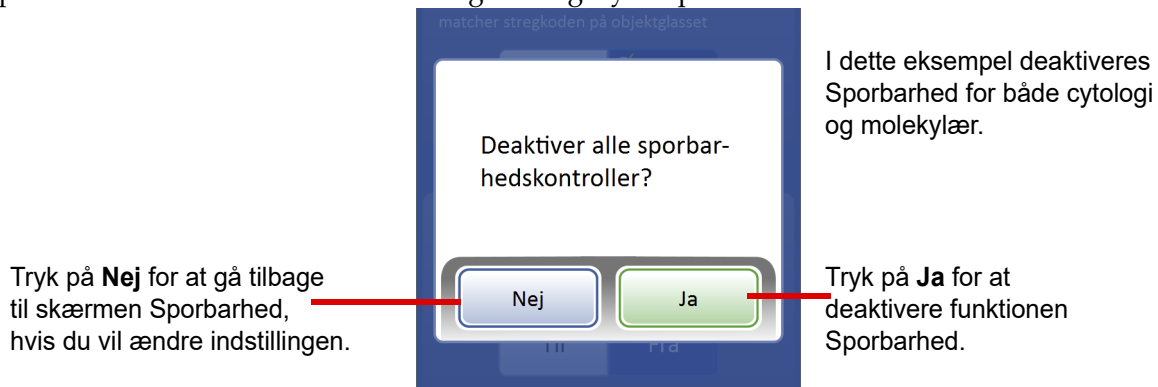 matcher stregkoden på objektglasset
I dette eksempel deaktiveres
Sporbarhed for både cytologi
og molekylær.
Deaktiver alle sporbar-
hedskontroller?
Tryk på Nej for at gå tilbage
til skærmen Sporbarhed,
hvis du vil ændre indstillingen.
Nej
Ja
Tryk på Ja for at
deaktivere funktionen
Sporbarhed.
Til
Fra